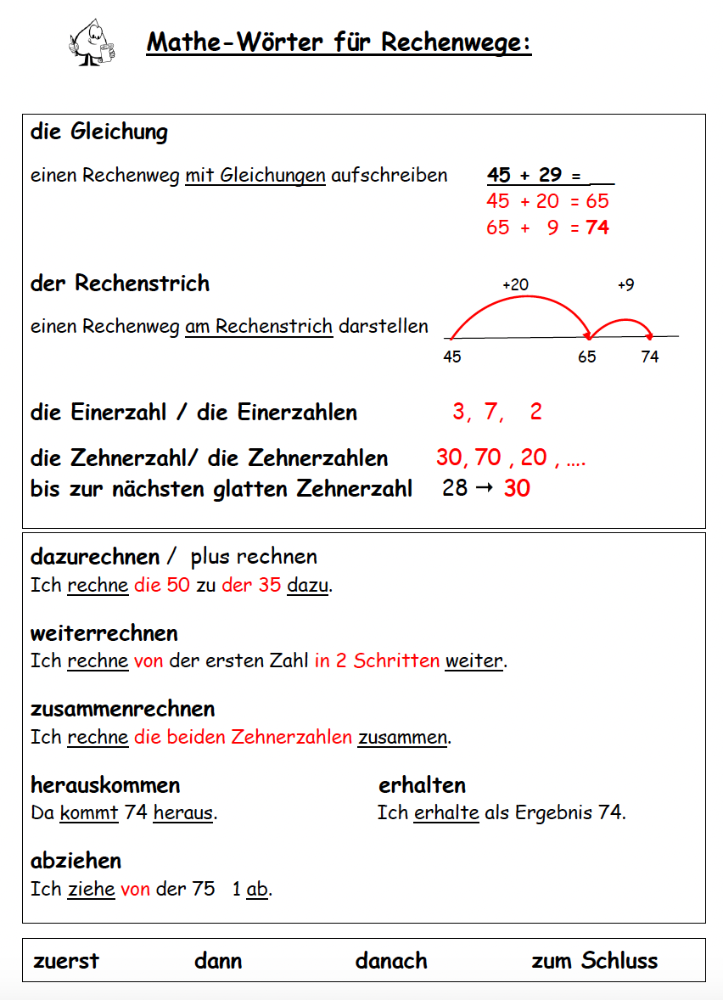 Mathe-Wörter für Rechenwege:
die Gleichung
einen Rechenweg mit Gleichungen aufschreiben
45 + 29 = __
45 + 20 = 65
65 + 9 = 74
der Rechenstrich
einen Rechenweg am Rechenstrich darstellen
+20 +9
45 65 74
die Einerzahl / die Einerzahlen 3, 7, 2
die Zehnerzahl/ die Zehnerzahlen 30, 70 , 20 , ....
bis zur nächsten glatten Zehnerzahl 28 → 30
dazurechnen / plus rechnen
Ich rechne die 50 zu der 35 dazu.
weiterrechnen
Ich rechne von der ersten Zahl in 2 Schritten weiter.
zusammenrechnen
Ich rechne die beiden Zehnerzahlen zusammen.
herauskommen erhalten
Da kommt 74 heraus. Ich erhalte als Ergebnis 74.
abziehen
Ich ziehe von der 75 1 ab.
zuerst dann danach zum Schluss